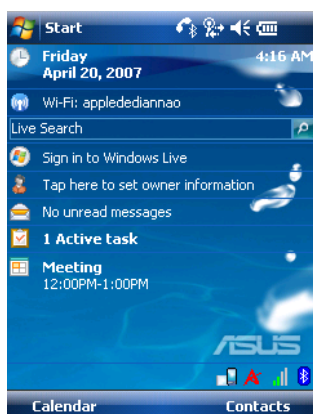 Start
Friday 4:16 AM
April 20, 2007
Wi-Fi: appledediannao
Live Search
Sign in to Windows Live
Tap here to set owner information
No unread messages
1 Active task
Meeting
12:00PM-1:00PM
ASUS
Calendar Contacts